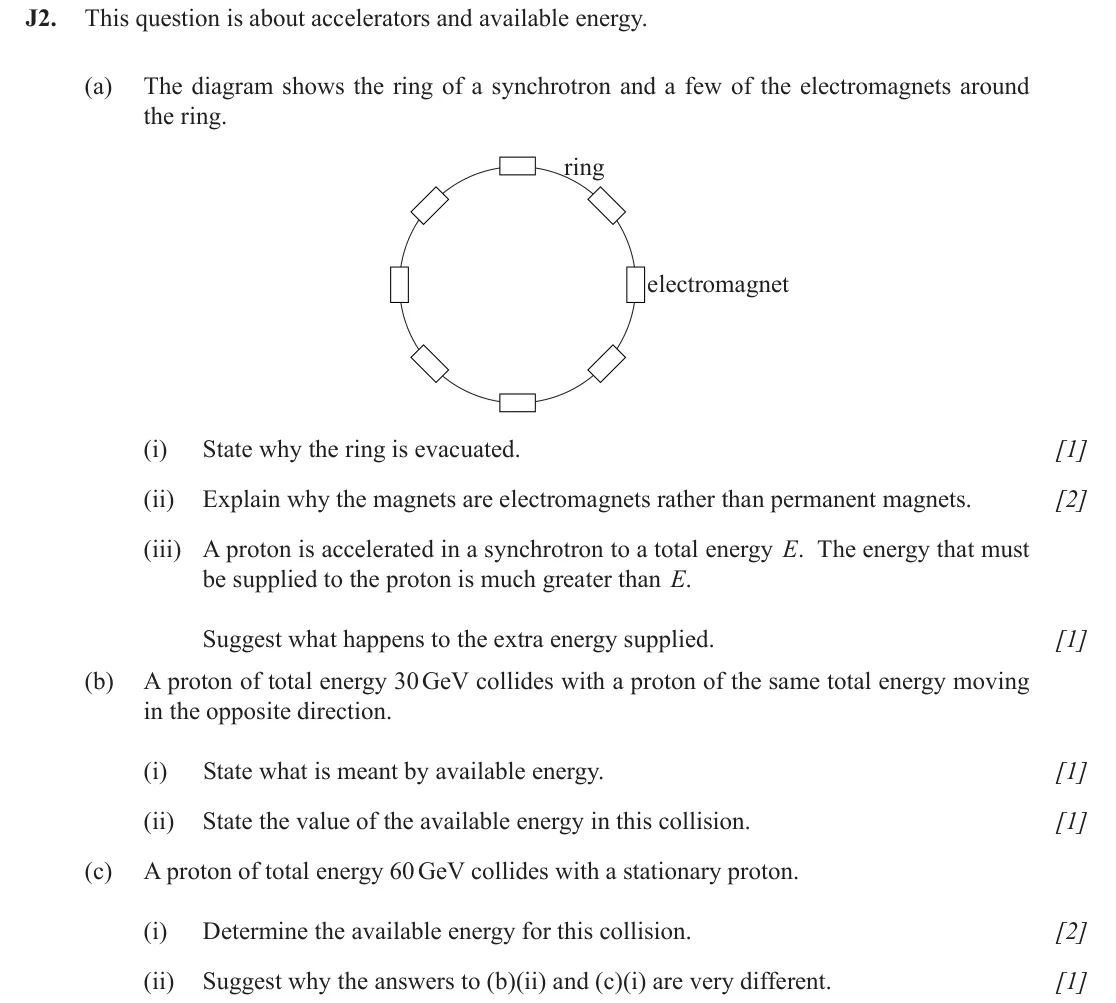 J2. This question is about accelerators and available energy.
(a) The diagram shows the ring of a synchrotron and a few of the electromagnets around
the ring.
ring
electromagnet
(i) State why the ring is evacuated. [1]
(ii) Explain why the magnets are electromagnets rather than permanent magnets. [2]
(iii) A proton is accelerated in a synchrotron to a total energy E. The energy that must
be supplied to the proton is much greater than E.
Suggest what happens to the extra energy supplied. [1]
(b) A proton of total energy 30 GeV collides with a proton of the same total energy moving
in the opposite direction.
(i) State what is meant by available energy. [1]
(ii) State the value of the available energy in this collision. [1]
(c) A proton of total energy 60 GeV collides with a stationary proton.
(i) Determine the available energy for this collision. [2]
(ii) Suggest why the answers to (b)(ii) and (c)(i) are very different. [1]